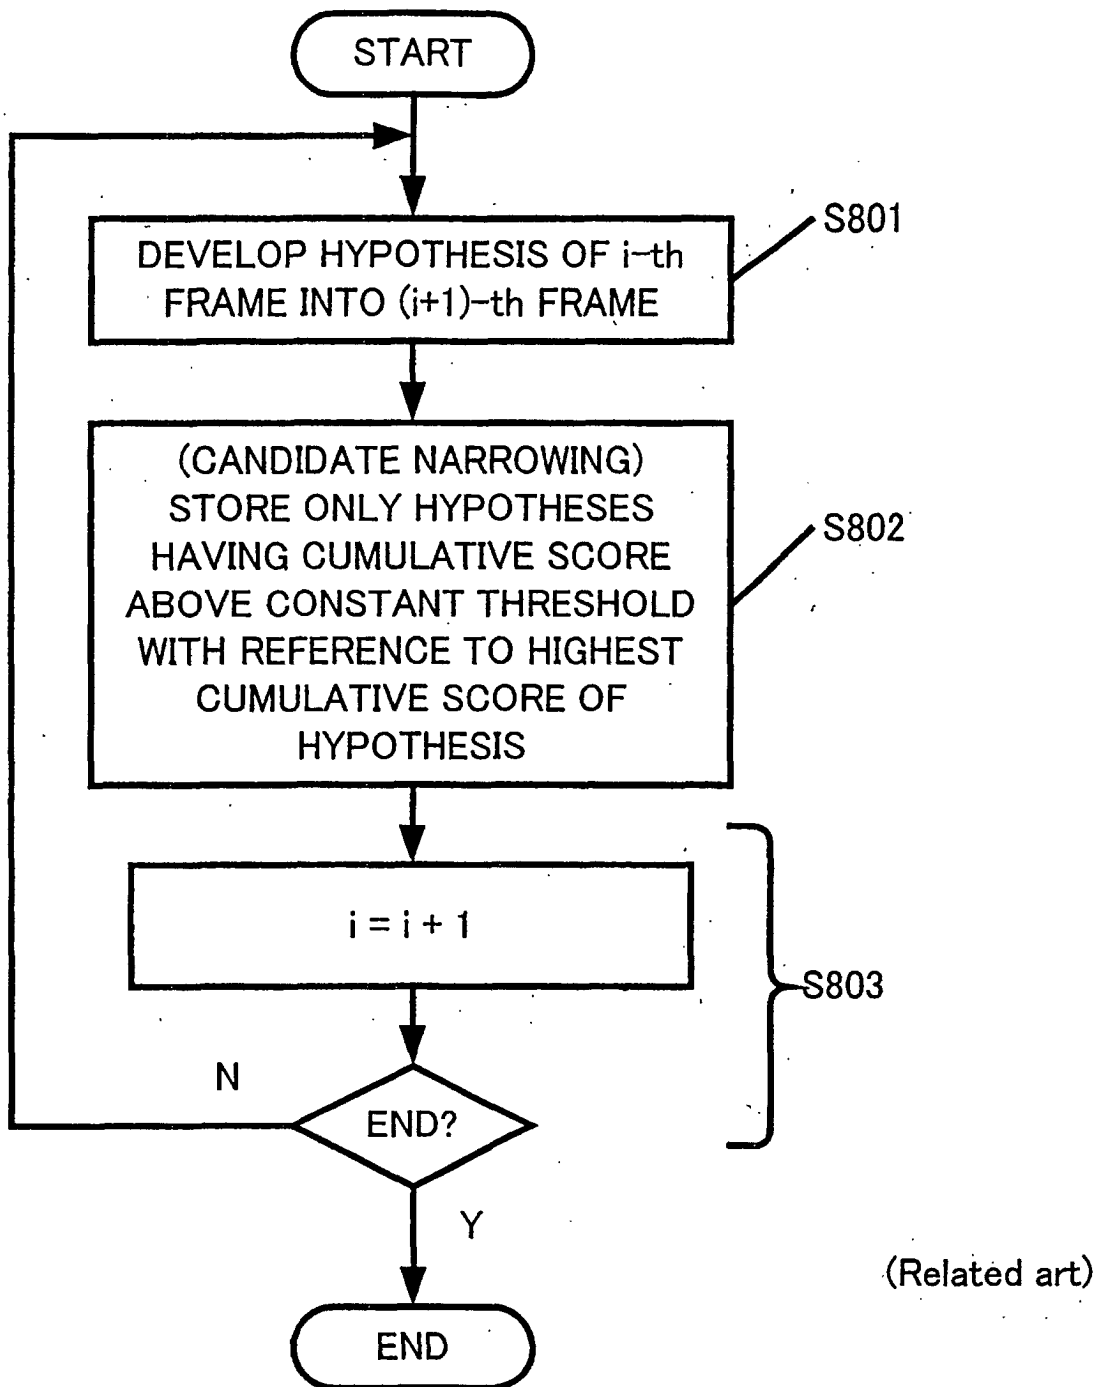 START
S801
DEVELOP HYPOTHESIS OF i-th
FRAME INTO (i+1)-th FRAME
(CANDIDATE NARROWING)
STORE ONLY HYPOTHESES
HAVING CUMULATIVE SCORE
ABOVE CONSTANT THRESHOLD
WITH REFERENCE TO HIGHEST
CUMULATIVE SCORE OF
HYPOTHESIS
S802
i = i + 1
S803
N
END?
Y
(Related art)
END